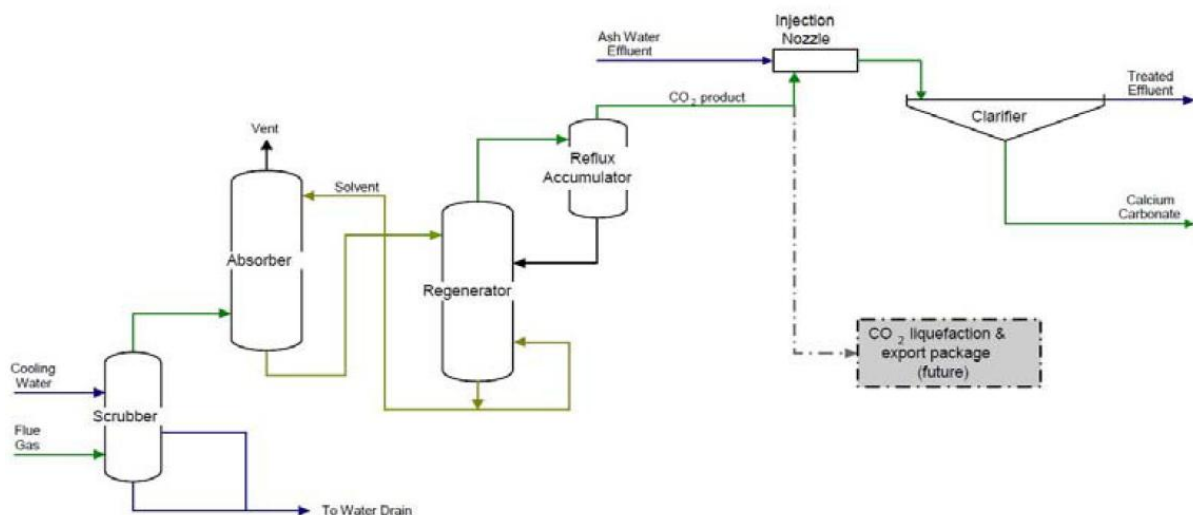 Injection
Nozzle
Ash Water
Effluent
CO2 product
Treated
Effluent
Clarifier
Vent
Reflux
Accumulator
Solvent
Calcium
Carbonate
Absorber
Regenerator
CO2 liquefaction &
export package
(future)
Cooling
Water
Scrubber
Flue
Gas
To Water Drain